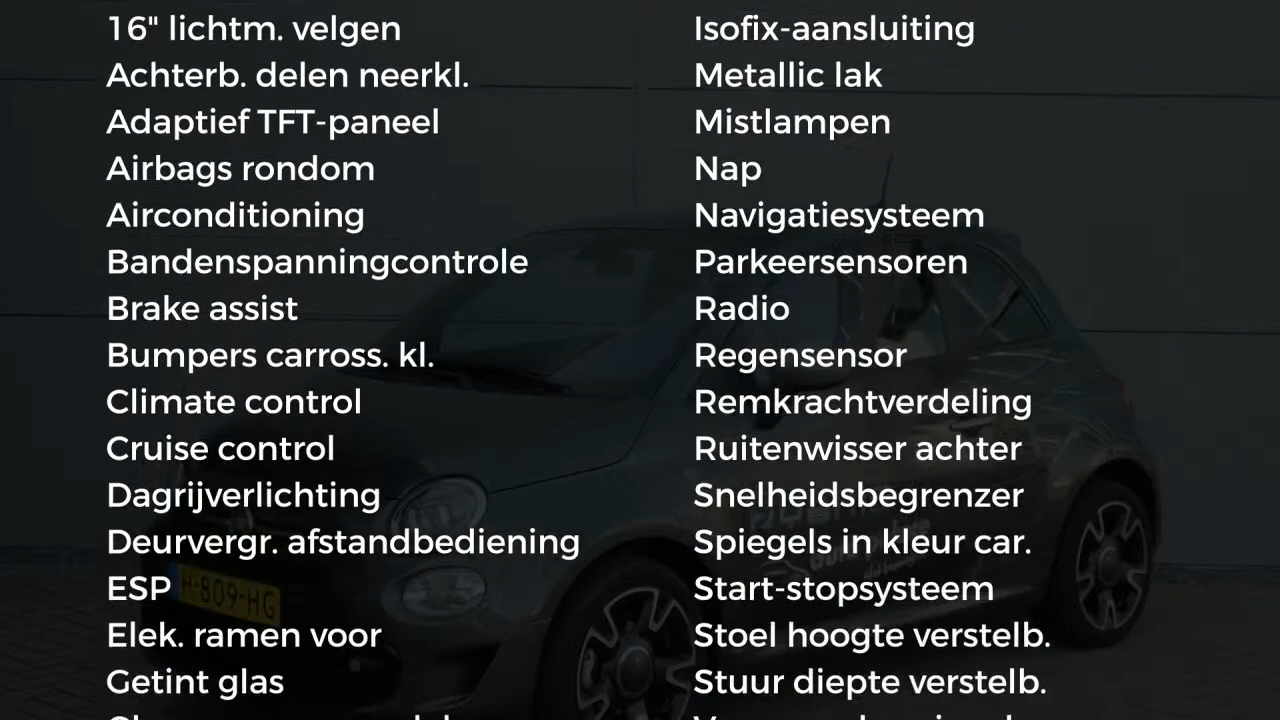 16" lichtm. velgen
Achterb. delen neerkl.
Adaptief TFT-paneel
Airbags rondom
Airconditioning
Bandenspanningcontrole
Brake assist
Bumpers carross. kl.
Climate control
Cruise control
Dagrijverlichting
Deurvergr. afstandbediening
ESP
Elek. ramen voor
Getint glas
Isofix-aansluiting
Metallic lak
Mistlampen
Nap
Navigatiesysteem
Parkeersensoren
Radio
Regensensor
Remkrachtverdeling
Ruitenwisser achter
Snelheidsbegrenzer
Spiegels in kleur car.
Start-stopsysteem
Stoel hoogte verstelb.
Stuur diepte verstelb.
H-809-HG